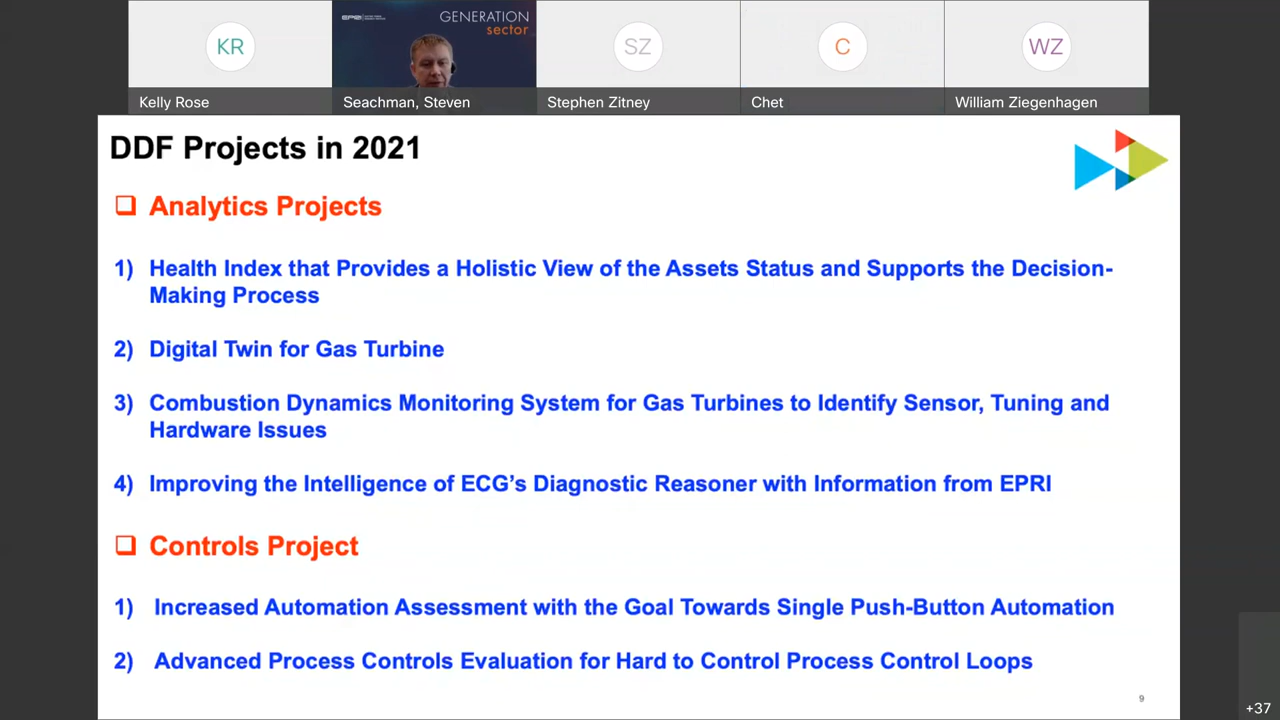 KR
EPRI
GENERATION
sector
SZ
C
WZ
Kelly Rose
Seachman, Steven
Stephen Zitney
Chet
William Ziegenhagen
DDF Projects in 2021
❑ Analytics Projects
1) Health Index that Provides a Holistic View of the Assets Status and Supports the Decision-
Making Process
2) Digital Twin for Gas Turbine
3) Combustion Dynamics Monitoring System for Gas Turbines to Identify Sensor, Tuning and
Hardware Issues
4) Improving the Intelligence of ECG's Diagnostic Reasoner with Information from EPRI
❑ Controls Project
1) Increased Automation Assessment with the Goal Towards Single Push-Button Automation
2) Advanced Process Controls Evaluation for Hard to Control Process Control Loops
9
+37